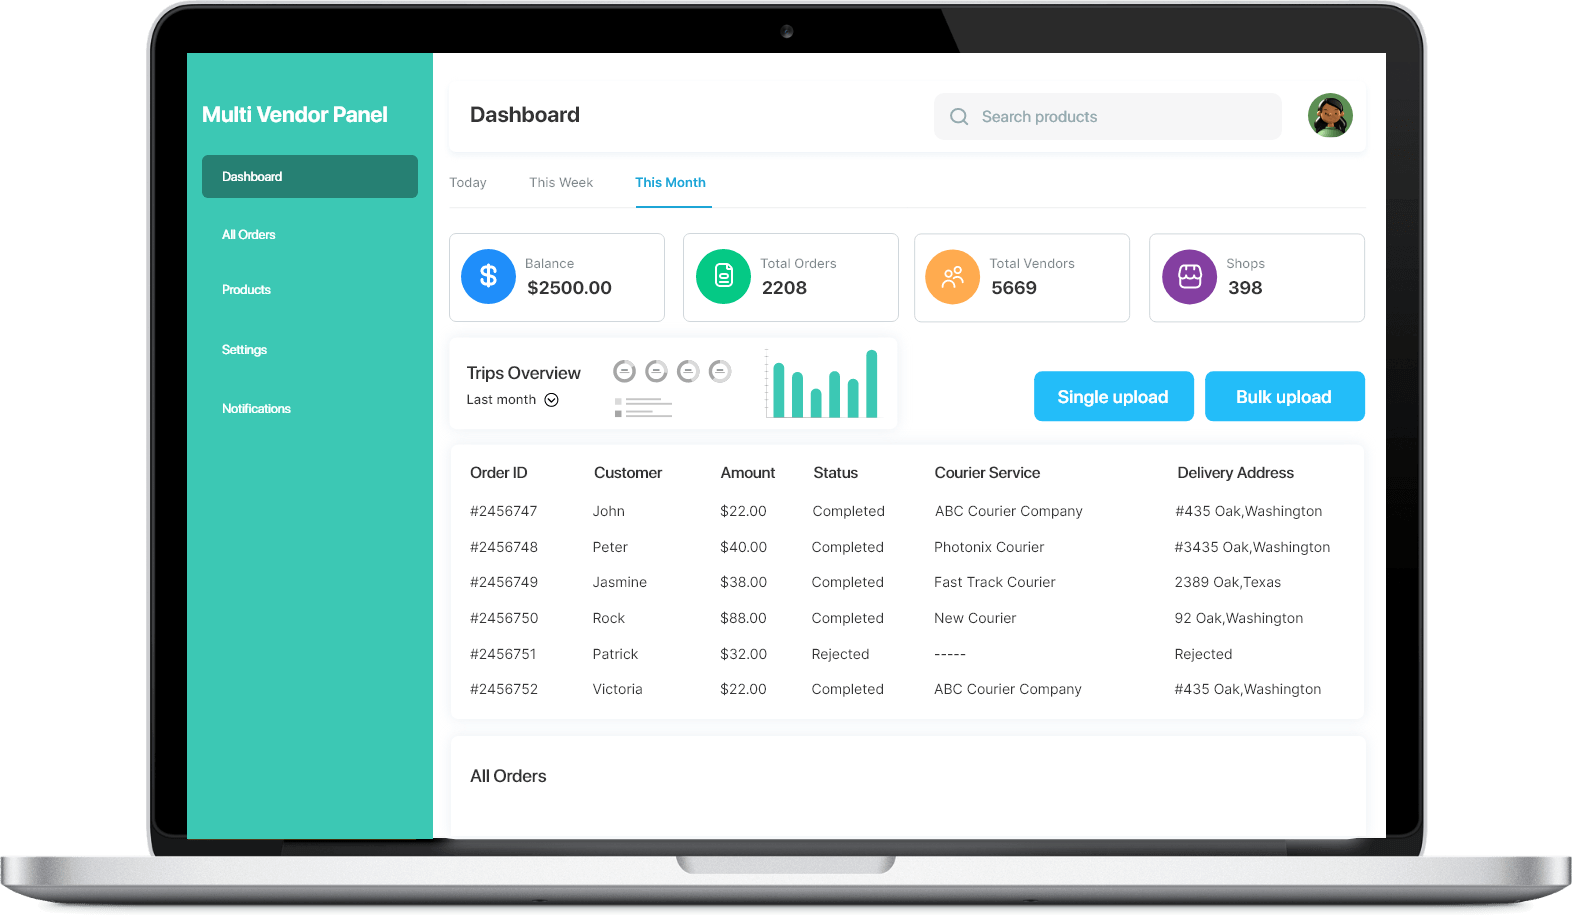 Multi Vendor Panel
Dashboard
All Orders
Products
Settings
Notifications
Dashboard
Search products
Today This Week This Month
Balance
$2500.00
Total Orders
2208
Total Vendors
5669
Shops
398
Trips Overview
Last month
Single upload Bulk upload
Order ID Customer Amount Status Courier Service Delivery Address
#2456747 John $22.00 Completed ABC Courier Company #435 Oak,Washington
#2456748 Peter $40.00 Completed Photonix Courier #3435 Oak,Washington
#2456749 Jasmine $38.00 Completed Fast Track Courier 2389 Oak,Texas
#2456750 Rock $88.00 Completed New Courier 92 Oak,Washington
#2456751 Patrick $32.00 Rejected ----- Rejected
#2456752 Victoria $22.00 Completed ABC Courier Company #435 Oak,Washington
All Orders